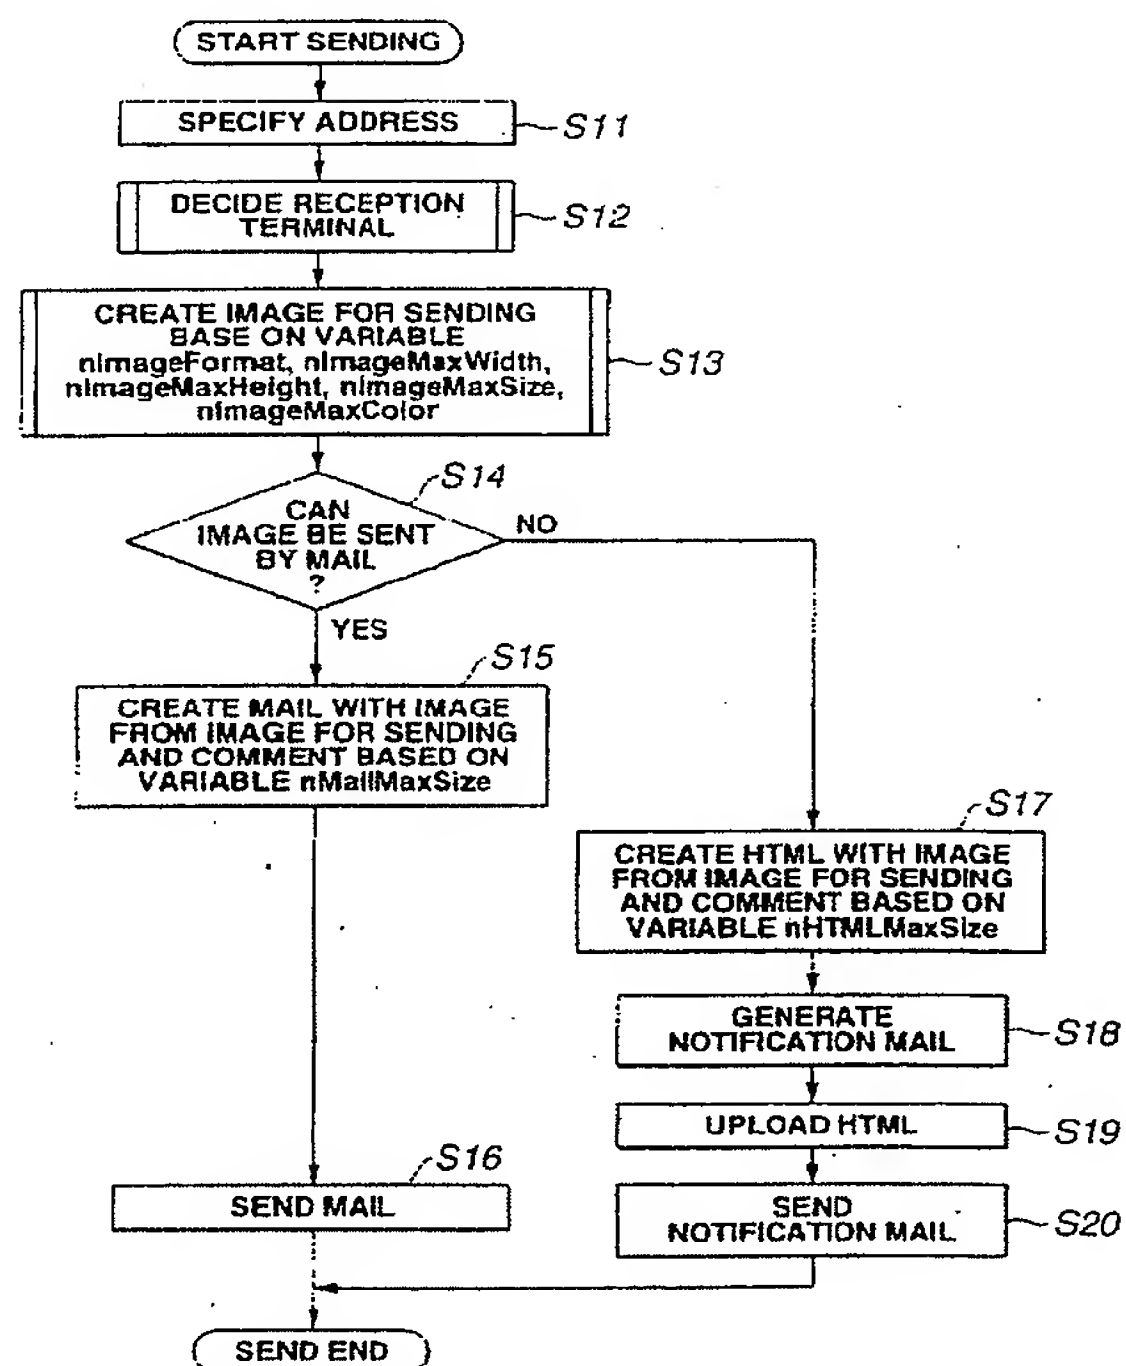 START SENDING
SPECIFY ADDRESS
S11
DECIDE RECEPTION
TERMINAL
S12
CREATE IMAGE FOR SENDING
BASE ON VARIABLE
nImageFormat, nImageMaxWidth,
nImageMaxHeight, nImageMaxSize,
nImageMaxColor
S13
S14
CAN
IMAGE BE SENT
BY MAIL
?
NO
YES
S15
CREATE MAIL WITH IMAGE
FROM IMAGE FOR SENDING
AND COMMENT BASED ON
VARIABLE nMailMaxSize
S16
SEND MAIL
S17
CREATE HTML WITH IMAGE
FROM IMAGE FOR SENDING
AND COMMENT BASED ON
VARIABLE nHTMLMaxSize
GENERATE
NOTIFICATION MAIL
S18
UPLOAD HTML
S19
SEND
NOTIFICATION MAIL
S20
SEND END